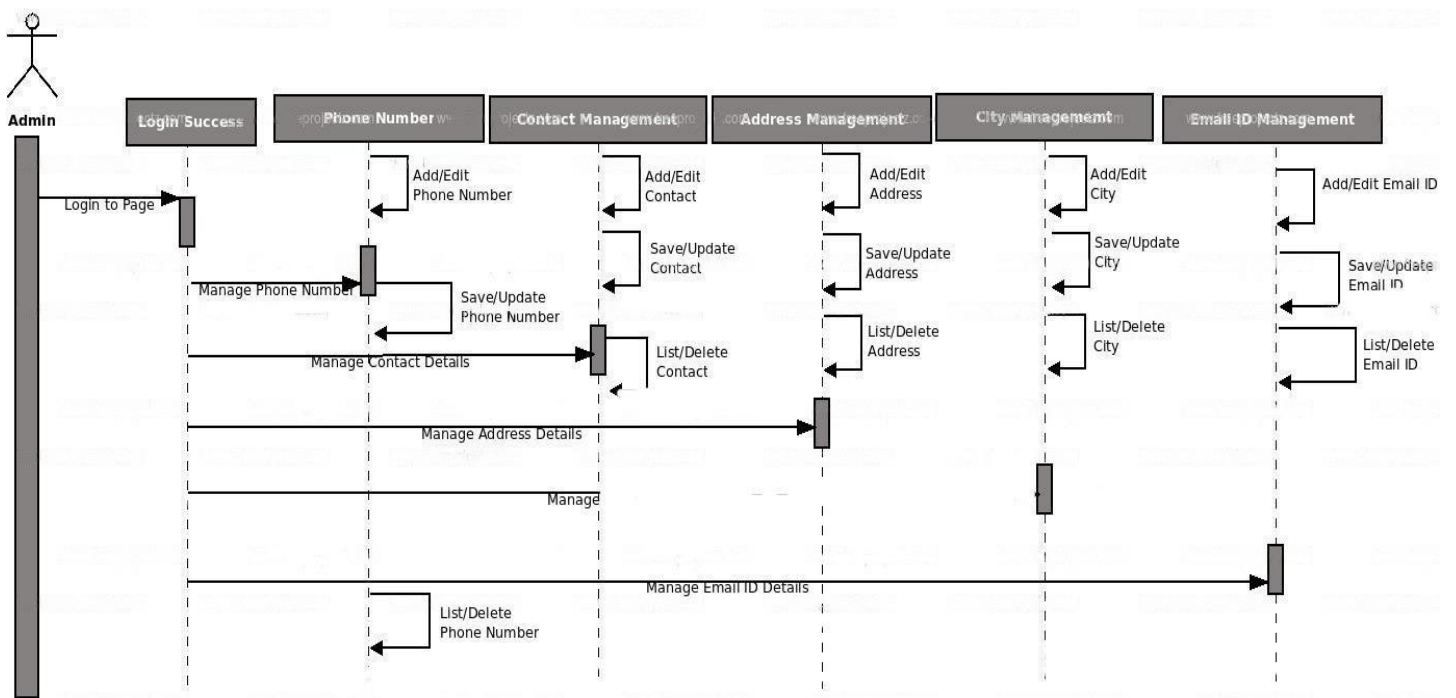 Admin
Login Success
Phone Number
Contact Management
Address Management
City Management
Email ID Management
Add/Edit
Phone Number
Add/Edit
Contact
Add/Edit
Address
Add/Edit
City
Add/Edit Email ID
Login to Page
Save/Update
Contact
Save/Update
Address
Save/Update
City
Save/Update
Email ID
Manage Phone Number
Save/Update
Phone Number
List/Delete
Contact
List/Delete
Address
List/Delete
City
List/Delete
Email ID
Manage Contact Details
Manage Address Details
Manage
Manage Email ID Details
List/Delete
Phone Number